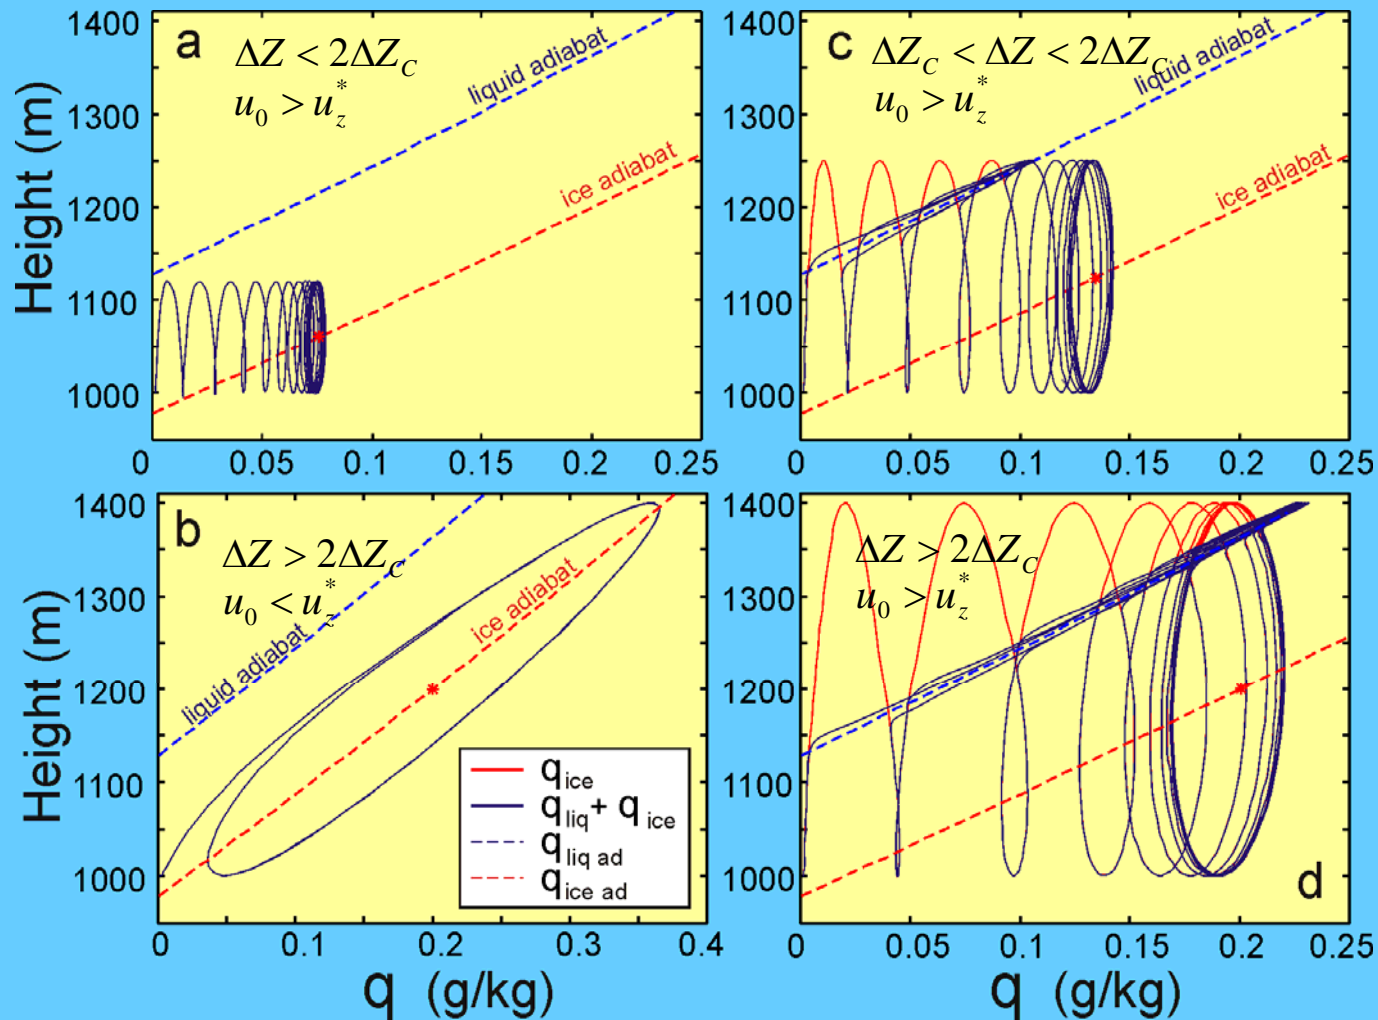 a
ΔZ < 2ΔZ_C
u_0 > u_z^*
liquid adiabat
ice adiabat
Height (m)
1400
1300
1200
1100
1000
0 0.05 0.1 0.15 0.2 0.25
c
ΔZ_C < ΔZ < 2ΔZ_C
u_0 > u_z^*
liquid adiabat
ice adiabat
1400
1300
1200
1100
1000
0 0.05 0.1 0.15 0.2 0.25
b
ΔZ > 2ΔZ_C
u_0 < u_z^*
liquid adiabat
ice adiabat
Height (m)
1400
1300
1200
1100
1000
q ice
q liq + q ice
q liq ad
q ice ad
0 0.1 0.2 0.3 0.4
q (g/kg)
ΔZ > 2ΔZ_C
u_0 > u_z^*
d
1400
1300
1200
1100
1000
0 0.05 0.1 0.15 0.2 0.25
q (g/kg)